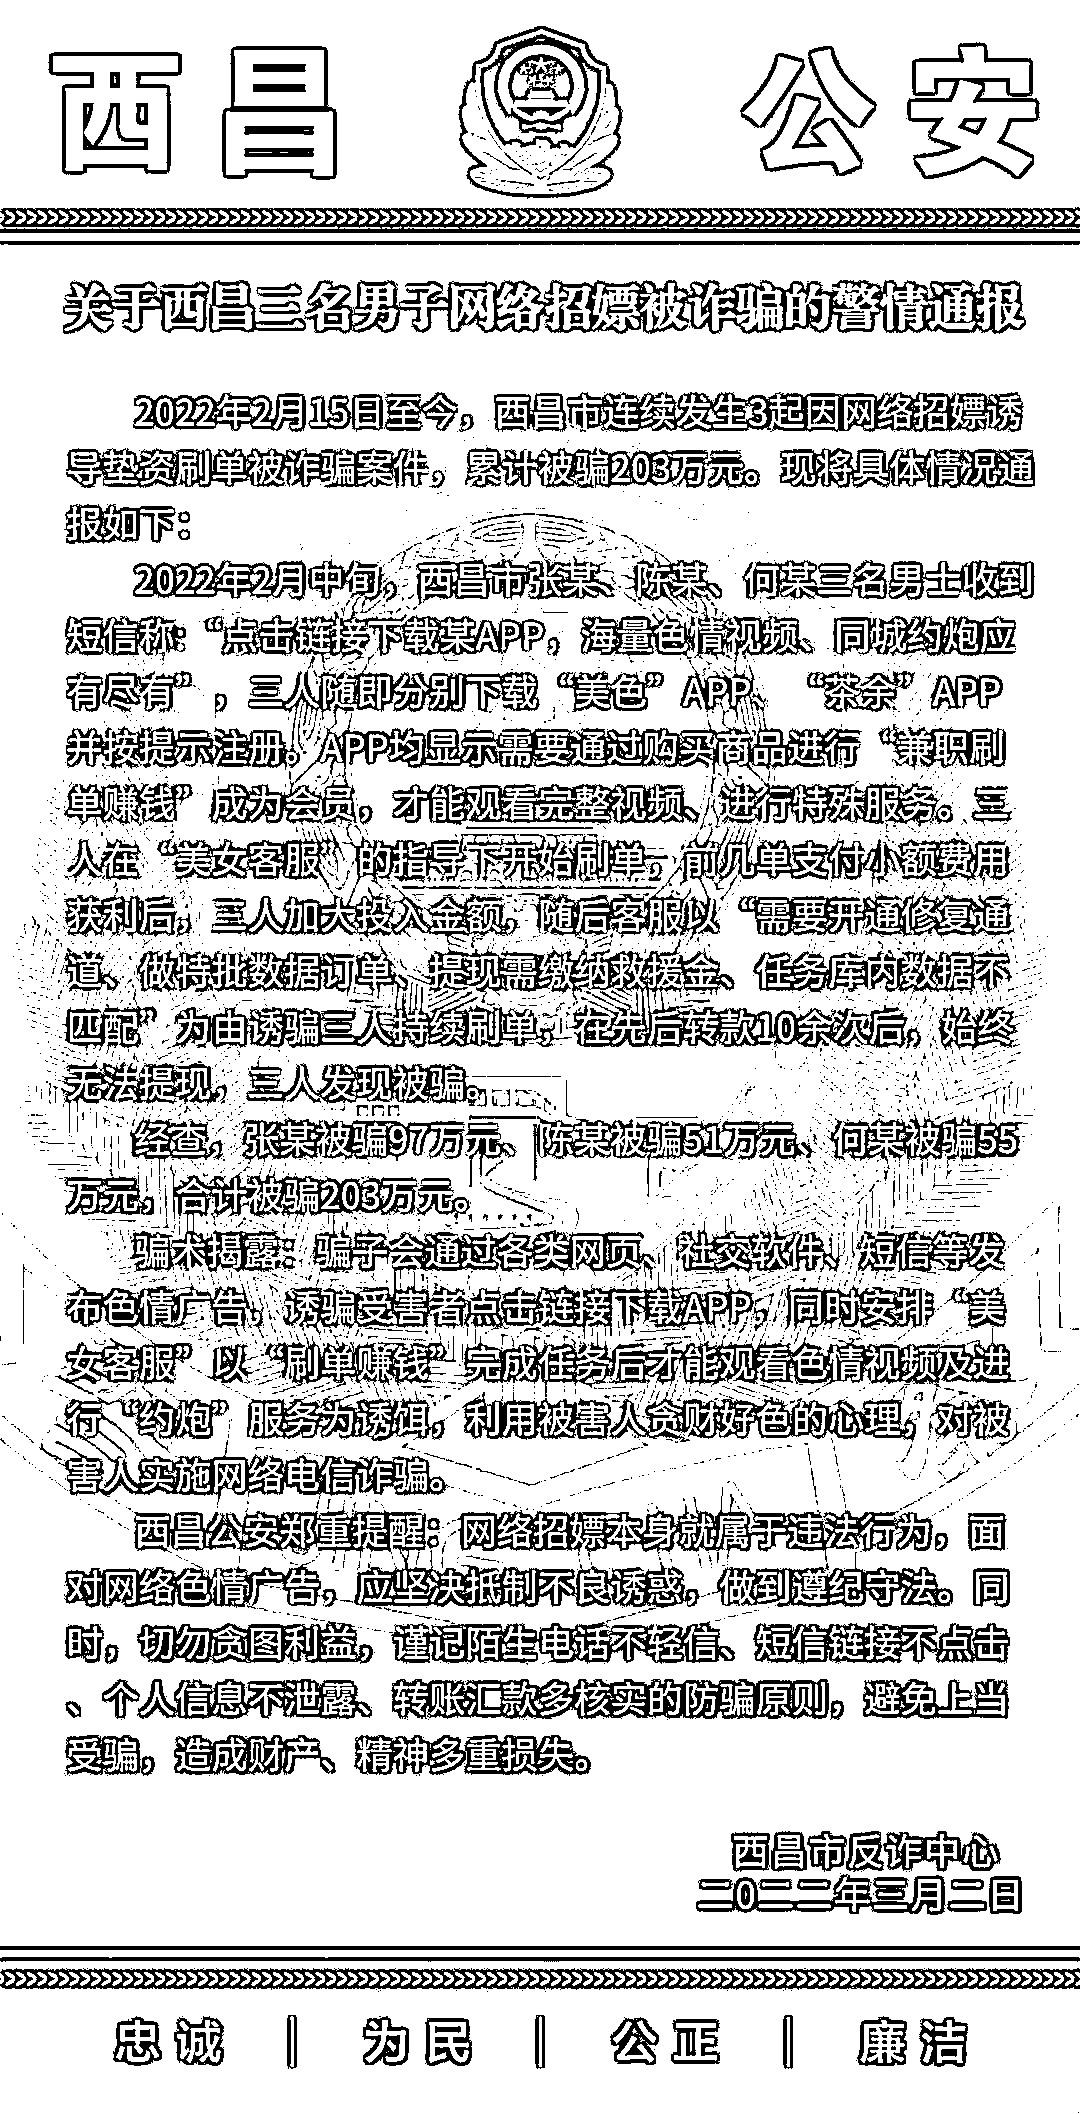 西昌 公安
关于西昌三名男子网络招嫖被诈骗的警情通报
2022年2月15日至今，西昌市连续发生3起因网络招嫖诱
导垫资刷单被诈骗案件，累计被骗203万元。现将具体情况通
报如下：
2022年2月中旬，西昌市张某、陈某、何某三名男士收到
短信称：“点击链接下载某APP，海量色情视频、同城约炮应
有尽有”，三人随即分别下载“美色”APP、“茶余”APP
并按提示注册。APP均显示需要通过购买商品进行“兼职刷
单赚钱”成为会员，才能观看完整视频、进行特殊服务。三
人在“美女客服”的指导下开始刷单，前几单支付小额费用
获利后，三人加大投入金额，随后客服以“需要开通修复通
道、做特批数据订单、提现需缴纳救援金、任务库内数据不
匹配”为由诱骗三人持续刷单，在先后转款10余次后，始终
无法提现，三人发现被骗。
经查，张某被骗97万元、陈某被骗51万元、何某被骗55
万元，合计被骗203万元。
骗术揭露：骗子会通过各类网页、社交软件、短信等发
布色情广告，诱骗受害者点击链接下载APP，同时安排“美
女客服”以“刷单赚钱”完成任务后才能观看色情视频及进
行“约炮”服务为诱饵，利用被害人贪财好色的心理，对被
害人实施网络电信诈骗。
西昌公安郑重提醒：网络招嫖本身就属于违法行为，面
对网络色情广告，应坚决抵制不良诱惑，做到遵纪守法。同
时，切勿贪图利益，谨记陌生电话不轻信、短信链接不点击
、个人信息不泄露、转账汇款多核实的防骗原则，避免上当
受骗，造成财产、精神多重损失。
西昌市反诈中心
二0二二年三月二日
忠诚 | 为民 | 公正 | 廉洁